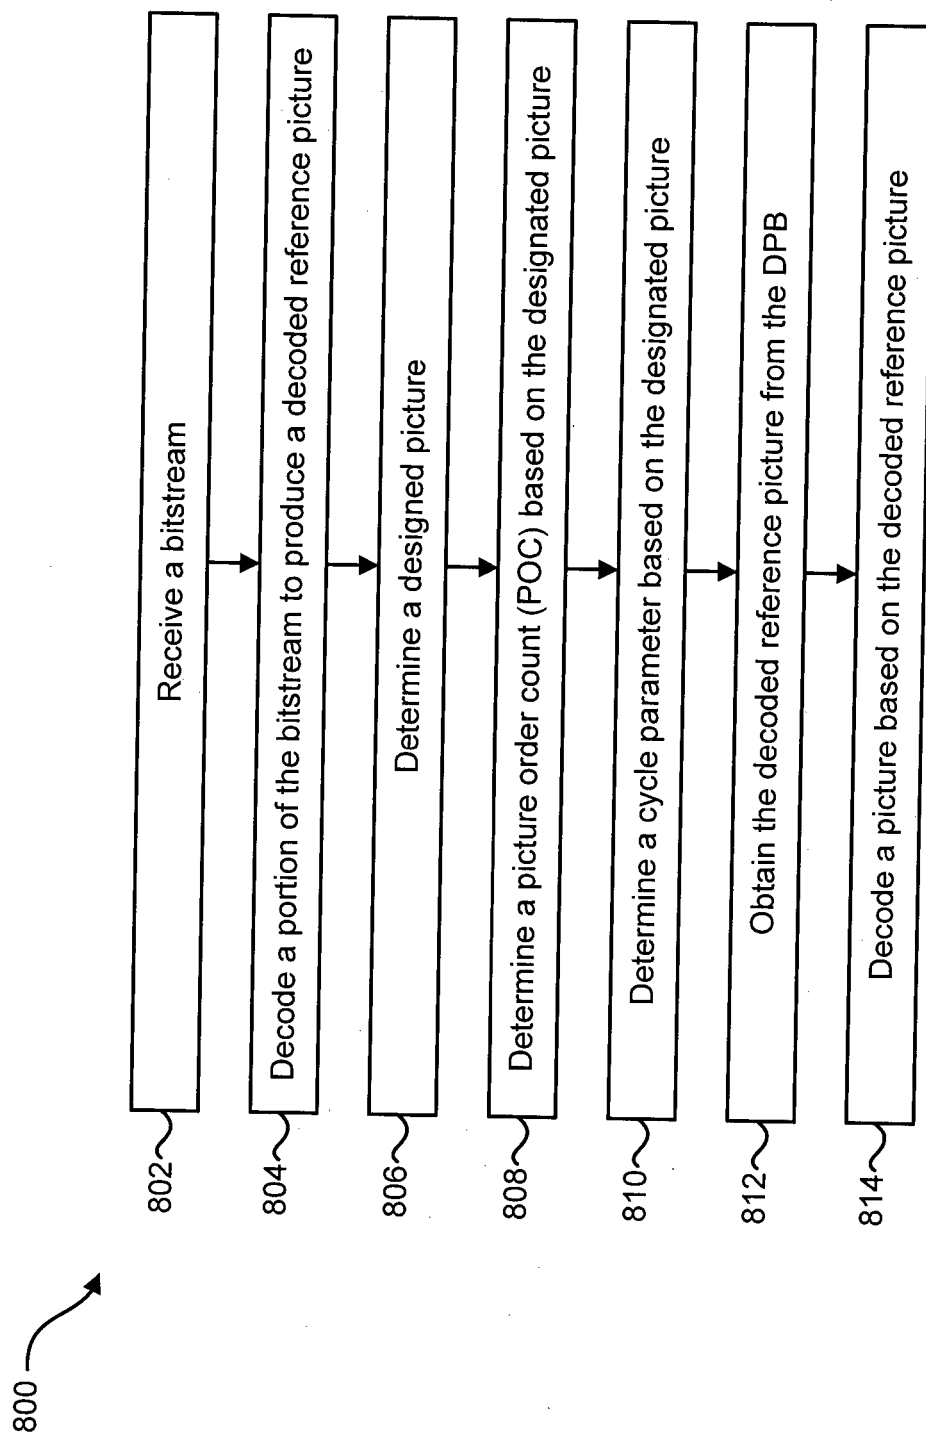 800
802
Receive a bitstream
804
Decode a portion of the bitstream to produce a decoded reference picture
806
Determine a designed picture
808
Determine a picture order count (POC) based on the designated picture
810
Determine a cycle parameter based on the designated picture
812
Obtain the decoded reference picture from the DPB
814
Decode a picture based on the decoded reference picture